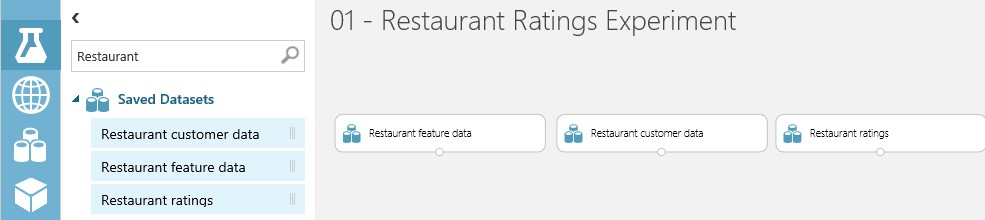 01 - Restaurant Ratings Experiment
Restaurant
Saved Datasets
Restaurant customer data
Restaurant feature data
Restaurant ratings
Restaurant feature data
Restaurant customer data
Restaurant ratings